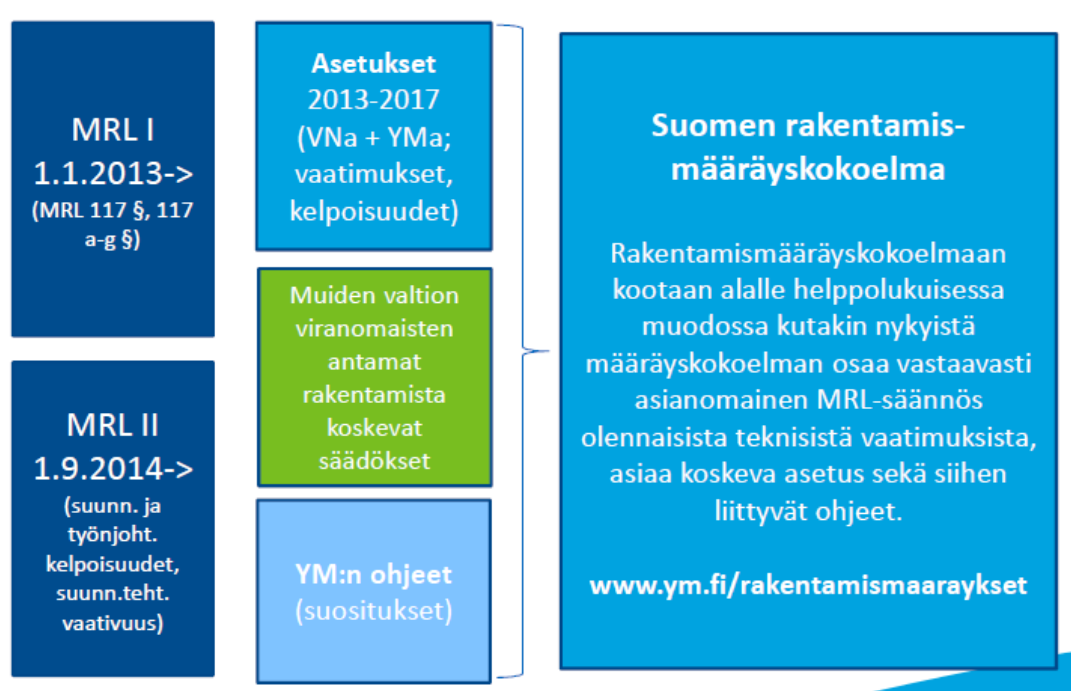 MRL I
1.1.2013->
(MRL 117 §, 117
a-g §)
MRL II
1.9.2014->
(suunn. ja
työnjoht.
kelpoisuudet,
suunn.teht.
vaativuus)
Asetukset
2013-2017
(VNa + YMa;
vaatimukset,
kelpoisuudet)
Muiden valtion
viranomaisten
antamat
rakentamista
koskevat
säädökset
YM:n ohjeet
(suositukset)
Suomen rakentamis-
määräyskokoelma
Rakentamismääräyskokoelmaan
kootaan alalle helppolukuisessa
muodossa kutakin nykyistä
määräyskokoelman osaa vastaavasti
asianomainen MRL-säännös
olennaisista teknisistä vaatimuksista,
asiaa koskeva asetus sekä siihen
liittyvät ohjeet.
www.ym.fi/rakentamismaaraykset